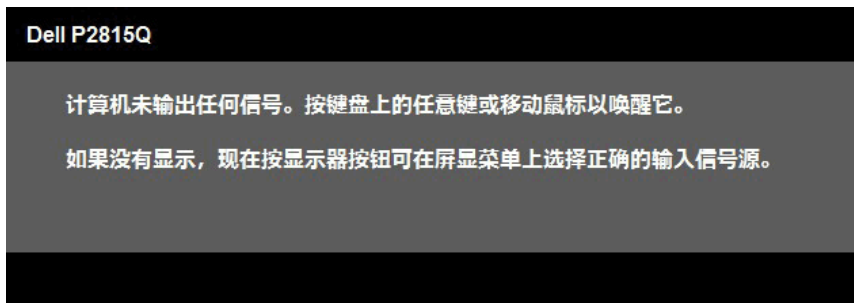 Dell P2815Q
计算机未输出任何信号。按键盘上的任意键或移动鼠标以唤醒它。
如果没有显示，现在按显示器按钮可在屏显菜单上选择正确的输入信号源。